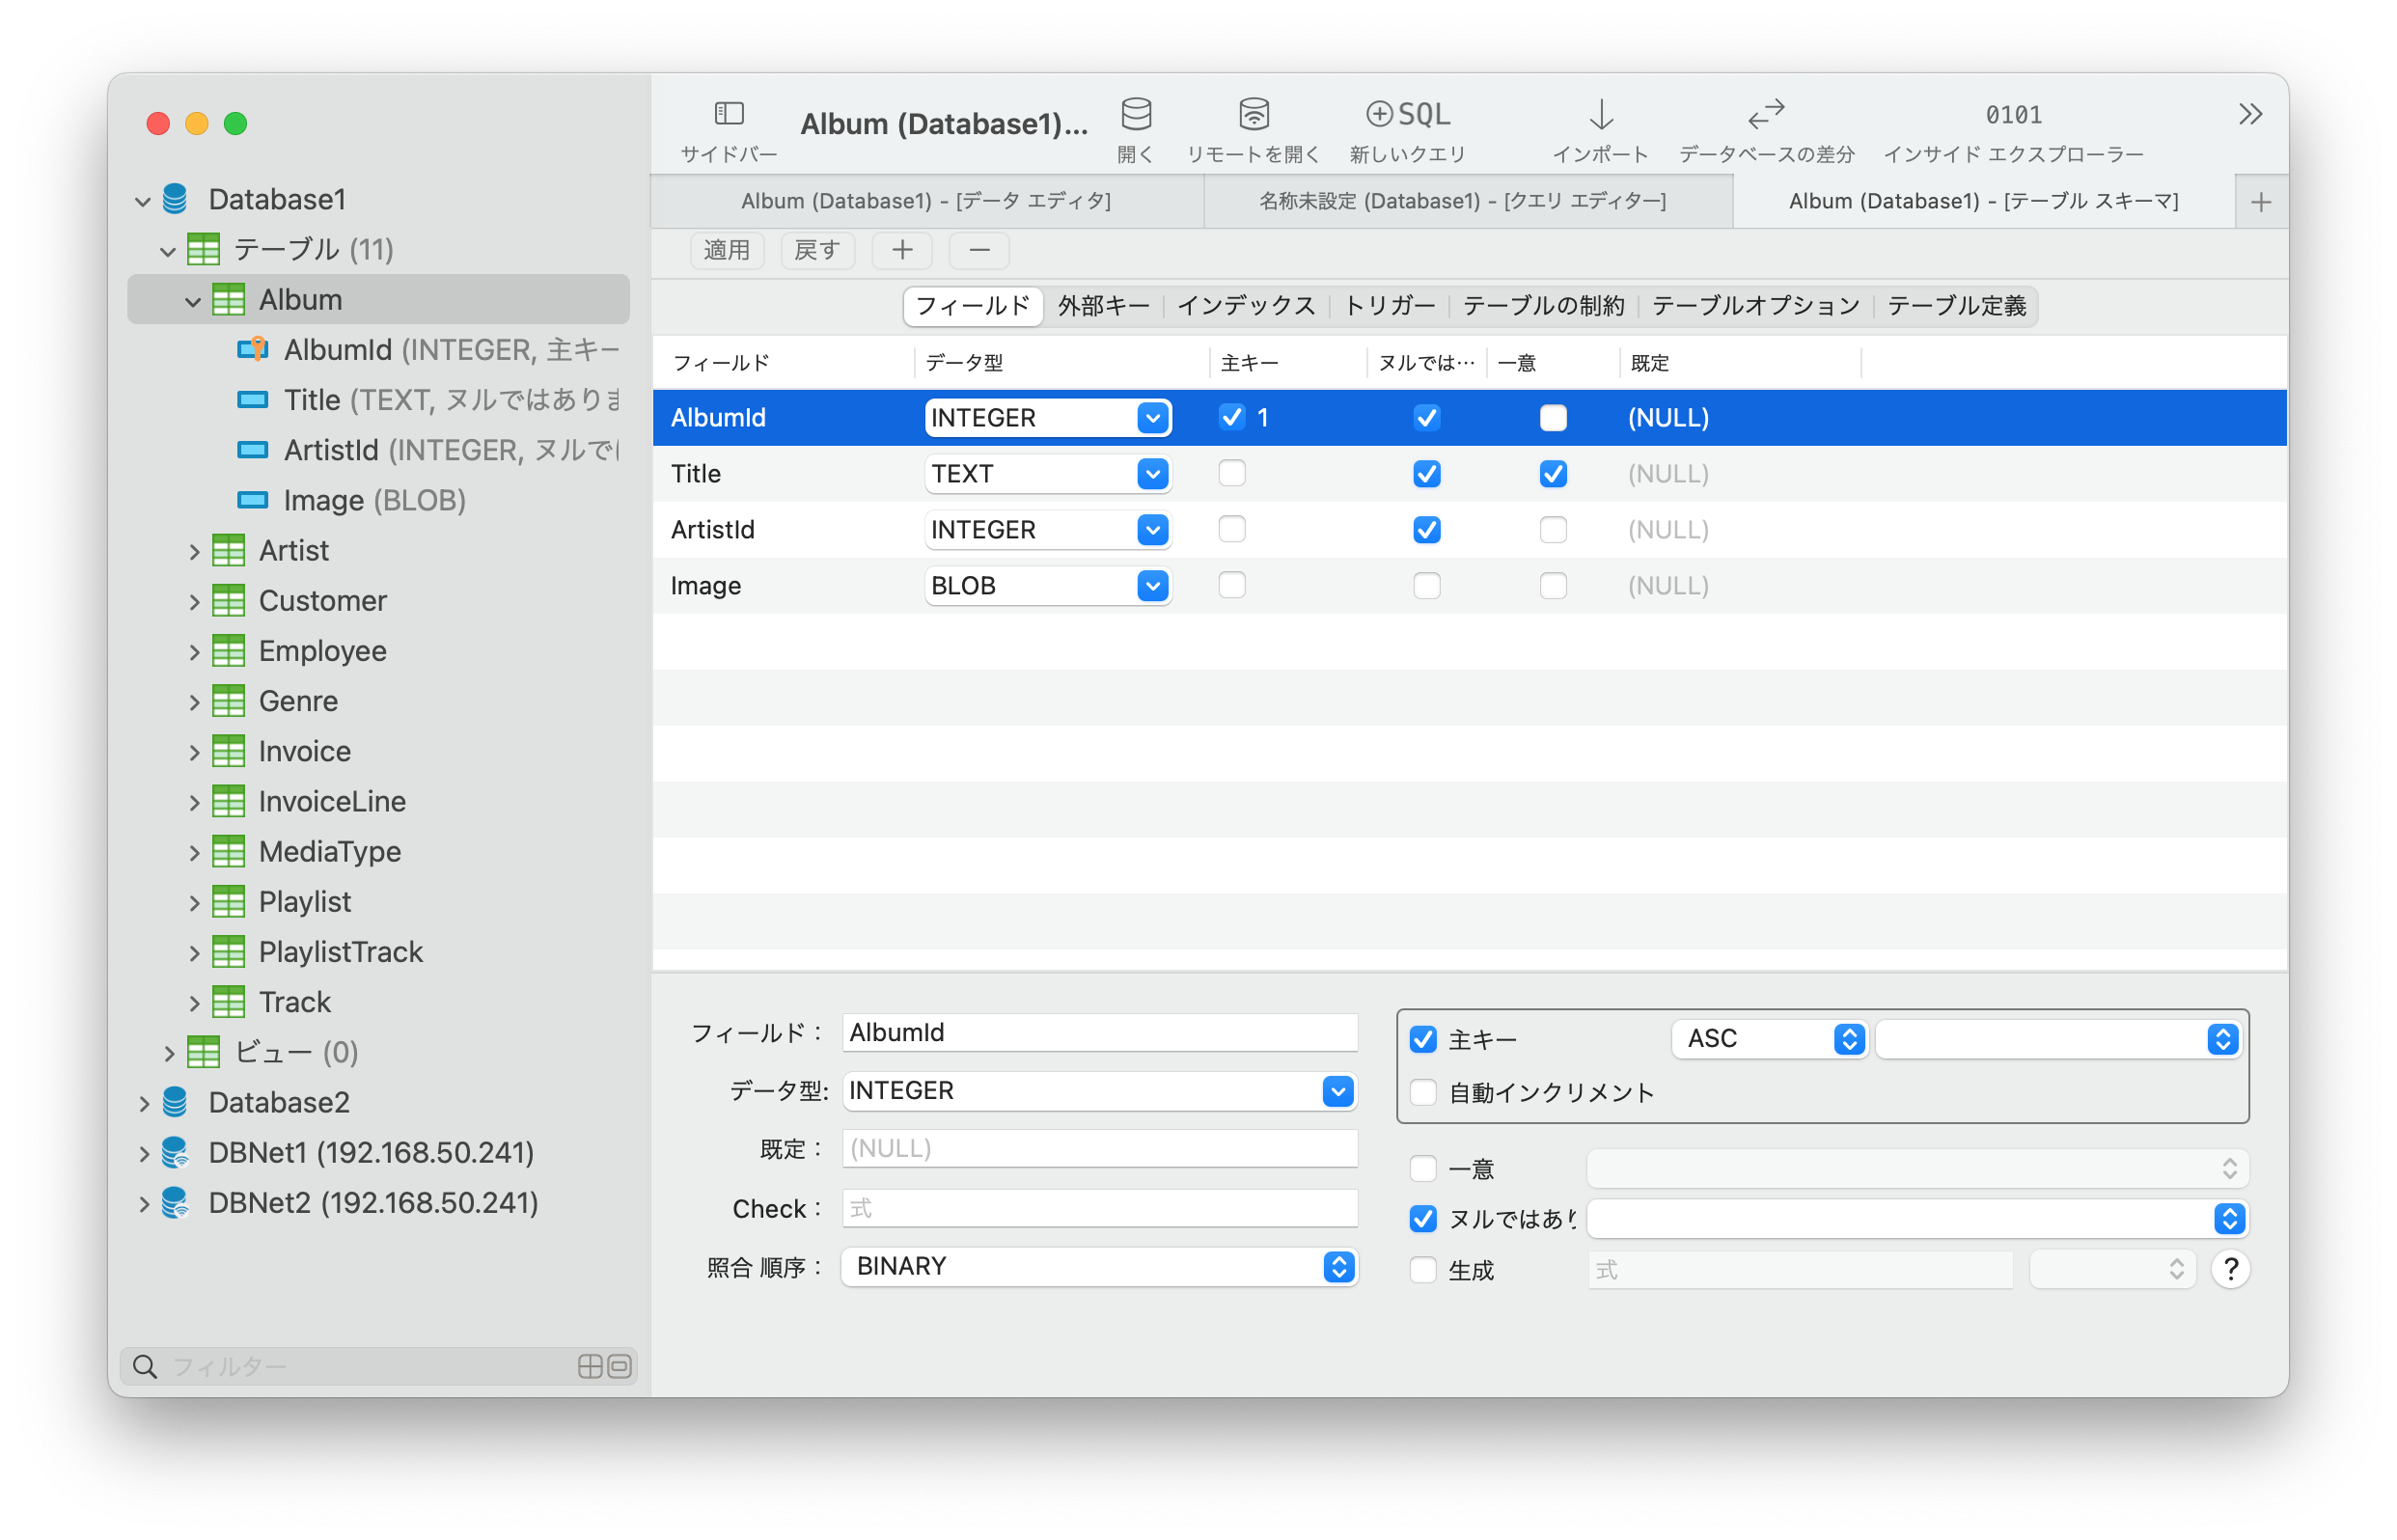 Album (Database1)...
サイドバー
開く
リモートを開く
SQL
新しいクエリ
インポート
データベースの差分
0101
インサイド エクスプローラー
Database1
テーブル (11)
Album
AlbumId (INTEGER, 主キー
Title (TEXT, ヌルではありま
ArtistId (INTEGER, ヌルで
Image (BLOB)
Artist
Customer
Employee
Genre
Invoice
InvoiceLine
MediaType
Playlist
PlaylistTrack
Track
ビュー (0)
Database2
DBNet1 (192.168.50.241)
DBNet2 (192.168.50.241)
フィルター
Album (Database1) - [データ エディタ]
名称未設定 (Database1) - [クエリ エディター]
Album (Database1) - [テーブル スキーマ]
適用 戻す
フィールド 外部キー インデックス トリガー テーブルの制約 テーブルオプション テーブル定義
フィールド データ型 主キー ヌルでは… 一意 既定
AlbumId INTEGER 1 (NULL)
Title TEXT (NULL)
ArtistId INTEGER (NULL)
Image BLOB (NULL)
フィールド： AlbumId
データ型: INTEGER
既定： (NULL)
Check： 式
照合 順序： BINARY
主キー ASC
自動インクリメント
一意
ヌルではあり
生成 式 ?